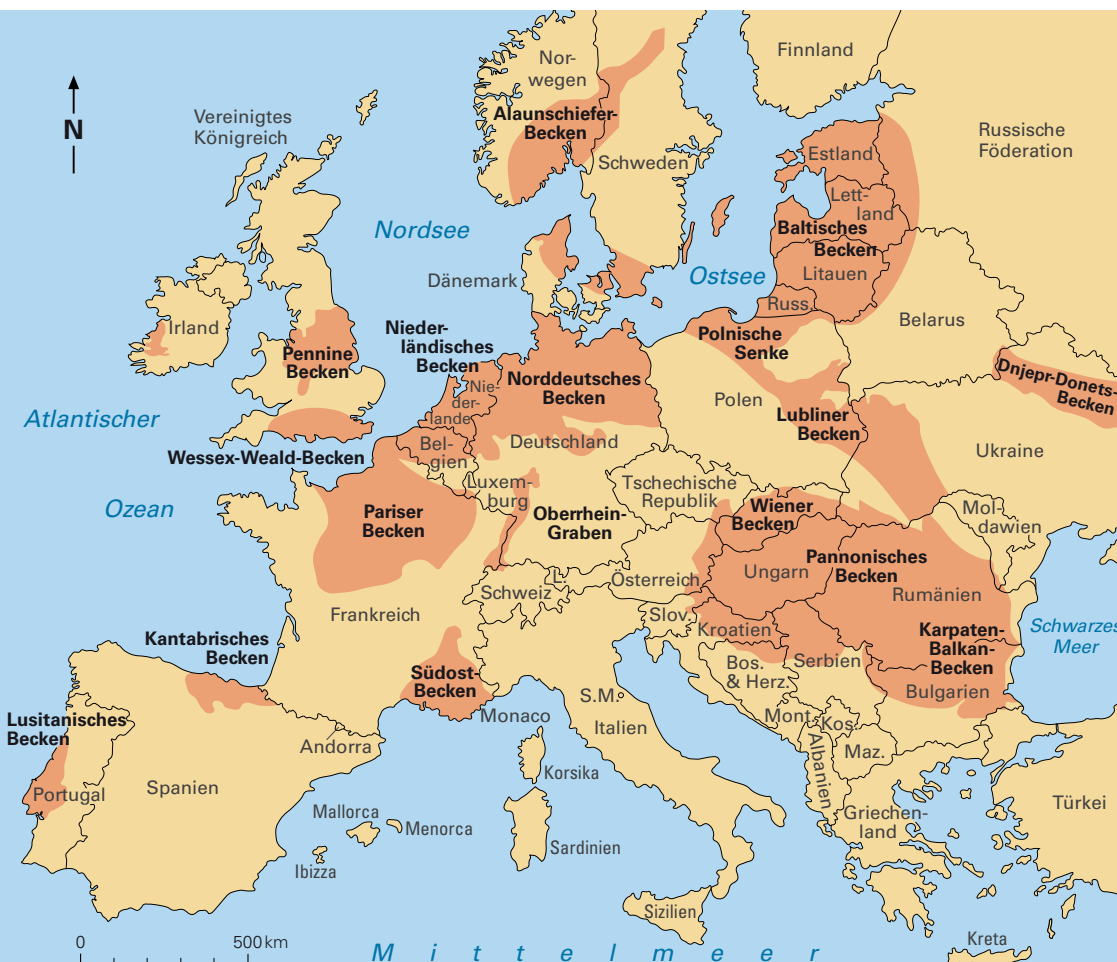 Finnland
Nor-
wegen
Vereinigtes
Königreich
N
Alaunschiefer-
Becken
Russische
Föderation
Estland
Schweden
Lett-
land
Nordsee
Baltisches
Becken
Litauen
Dänemark
Ostsee
Russ.
Belarus
Irland
Pennine
Becken
Nieder-
ländisches
Becken
Polnische
Senke
Norddeutsches
Becken
Nie-
der-
lande
Polen
Dnjepr-Donets-
Becken
Atlantischer
Ozean
Lubliner
Becken
Wessex-Weald-Becken
Bel-
gien
Deutschland
Ukraine
Luxem-
burg
Tschechische
Republik
Pariser
Becken
Oberrhein-
Graben
Wiener
Becken
Mol-
dawien
Pannonisches
Becken
Ungarn
Rumänien
Schweiz
L.
Österreich
Frankreich
Slov.
Kroatien
Kantabrisches
Becken
Karpaten-
Balkan-
Becken
Schwarzes
Meer
Bos.
& Herz.
Serbien
Bulgarien
Südost-
Becken
S.M.
Monaco
Italien
Mont.
Kos.
Lusitanisches
Becken
Andorra
Maz.
Albanien
Korsika
Portugal
Spanien
Türkei
Mallorca
Menorca
Griechen-
land
Sardinien
Ibizza
Sizilien
Kreta
0
500 km
Mittelmeer